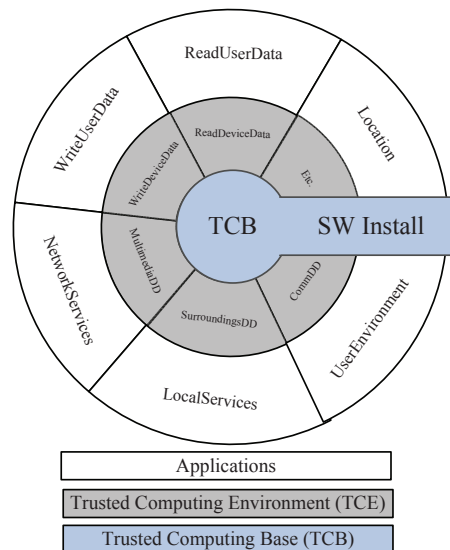 ReadUserData
WriteUserData
Location
ReadDeviceData
WriteDeviceData
Etc.
TCB
SW Install
MultimediaDD
CommDD
NetworkServices
SurroundingsDD
UserEnvironment
LocalServices
Applications
Trusted Computing Environment (TCE)
Trusted Computing Base (TCB)